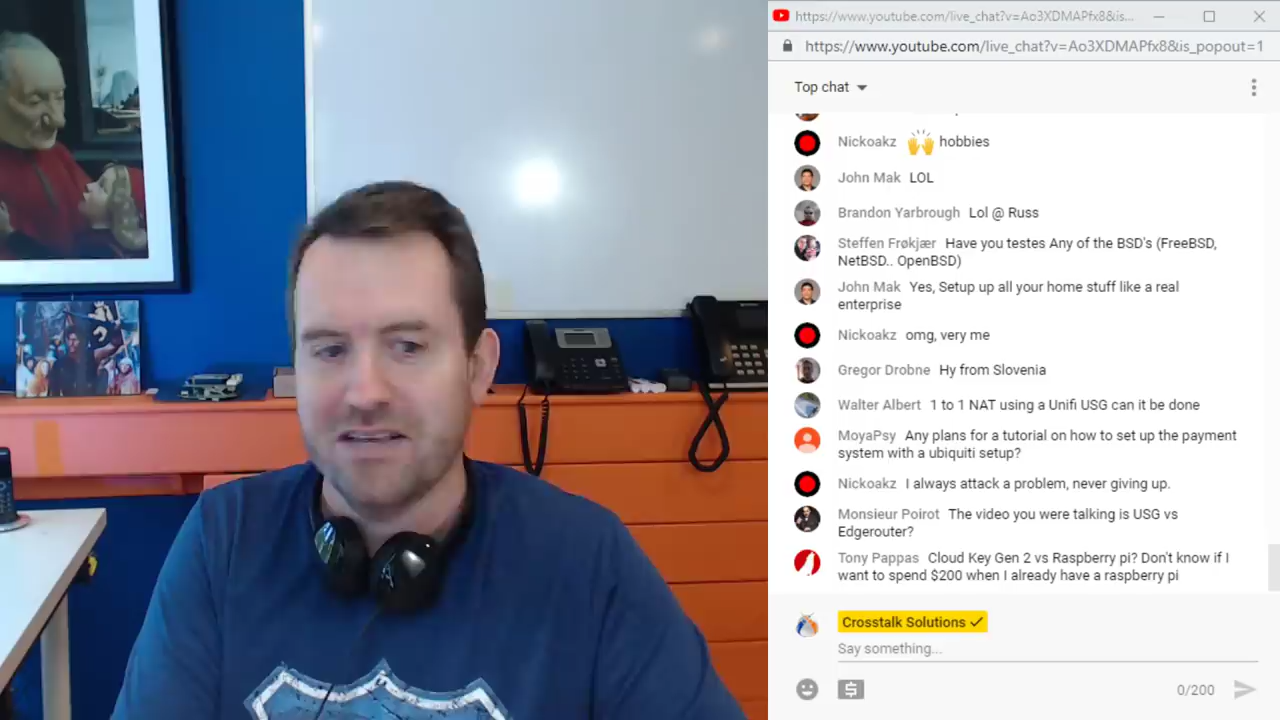 https://www.youtube.com/live_chat?v=Ao3XDMAPfx8&is...
https://www.youtube.com/live_chat?v=Ao3XDMAPfx8&is_popout=1
Top chat
Nickoakz 🙌 hobbies
John Mak LOL
Brandon Yarbrough Lol @ Russ
Steffen Frøkjær Have you testes Any of the BSD's (FreeBSD,
NetBSD.. OpenBSD)
John Mak Yes, Setup up all your home stuff like a real
enterprise
Nickoakz omg, very me
Gregor Drobne Hy from Slovenia
Walter Albert 1 to 1 NAT using a Unifi USG can it be done
MoyaPsy Any plans for a tutorial on how to set up the payment
system with a ubiquiti setup?
Nickoakz I always attack a problem, never giving up.
Monsieur Poirot The video you were talking is USG vs
Edgerouter?
Tony Pappas Cloud Key Gen 2 vs Raspberry pi? Don't know if I
want to spend $200 when I already have a raspberry pi
Crosstalk Solutions ✓
Say something...
0/200